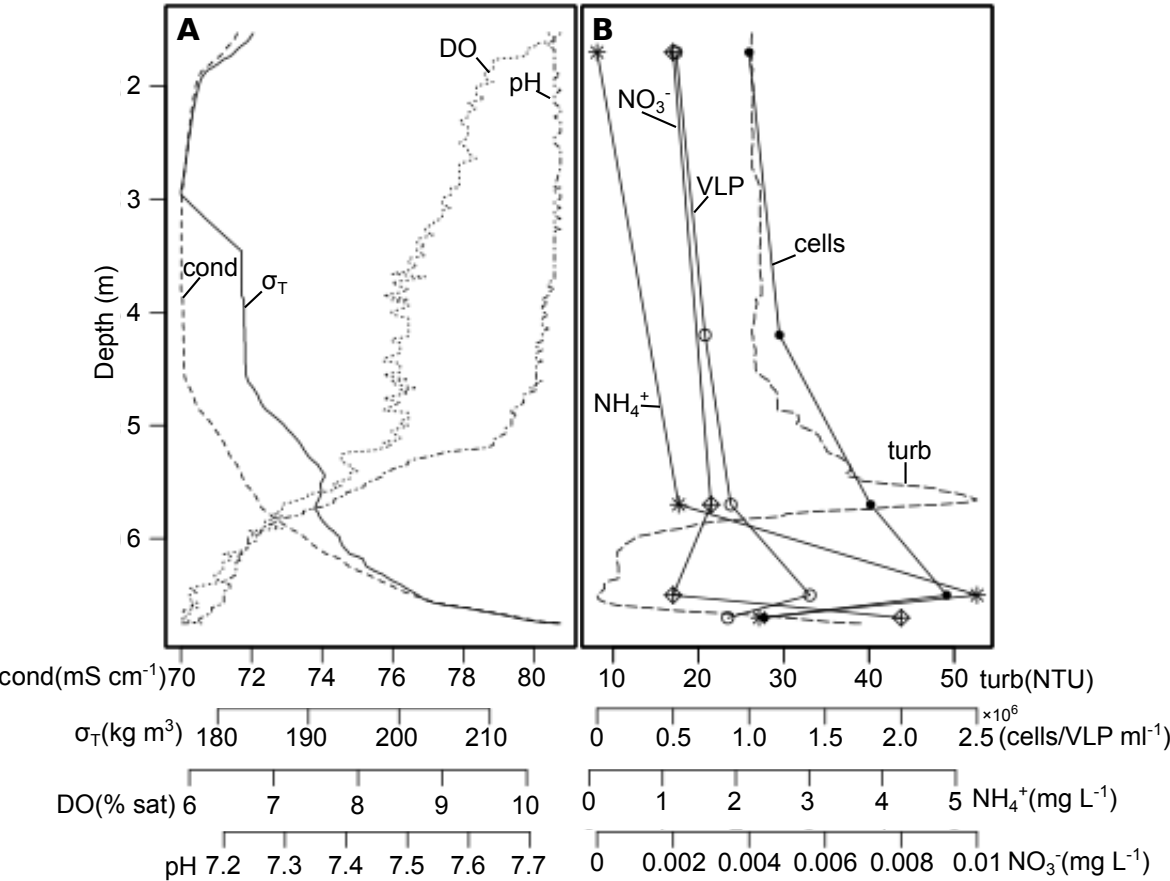 A
B
DO
pH
NO₃⁻
VLP
cells
cond
σT
NH₄⁺
turb
Depth (m)
2
3
4
5
6
cond(mS cm⁻¹)70 72 74 76 78 80
10 20 30 40 50 turb(NTU)
σT(kg m³) 180 190 200 210
0 0.5 1.0 1.5 2.0 2.5 ×10⁶ (cells/VLP ml⁻¹)
DO(% sat) 6 7 8 9 10
0 1 2 3 4 5 NH₄⁺(mg L⁻¹)
pH 7.2 7.3 7.4 7.5 7.6 7.7
0 0.002 0.004 0.006 0.008 0.01 NO₃⁻(mg L⁻¹)